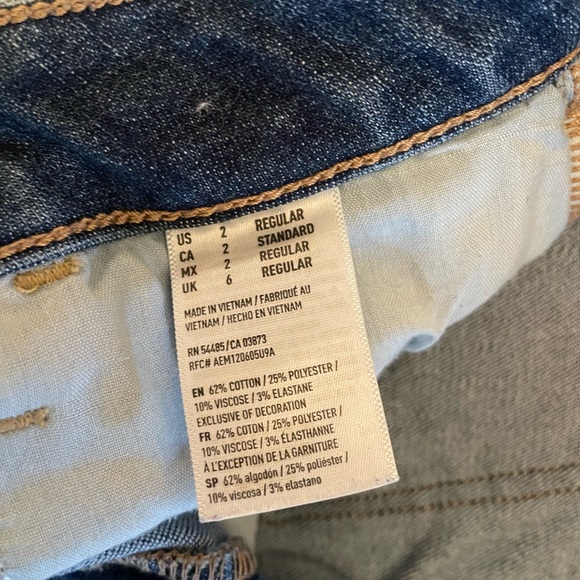 US 2 REGULAR
CA 2 STANDARD
MX 2 REGULAR
UK 6 REGULAR
MADE IN VIETNAM / FABRIQUÉ AU
VIETNAM / HECHO EN VIETNAM
RN 54485/CA 03873
RFC# AEM120605U9A
EN 62% COTTON / 25% POLYESTER /
10% VISCOSE / 3% ELASTANE
EXCLUSIVE OF DECORATION
FR 62% COTON / 25% POLYESTER /
10% VISCOSE / 3% ÉLASTHANNE
À L'EXCEPTION DE LA GARNITURE
SP 62% algodón / 25% poliéster /
10% viscosa / 3% elastano